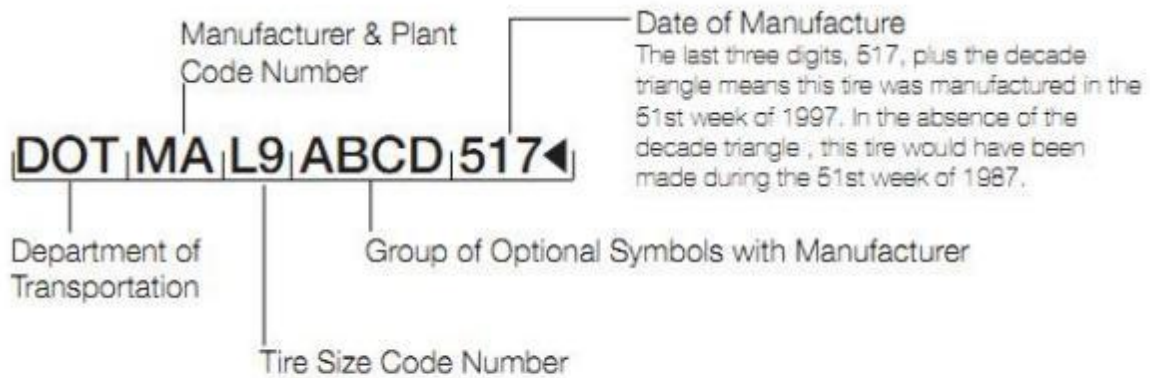 Manufacturer & Plant
Code Number
Date of Manufacture
The last three digits, 517, plus the decade
triangle means this tire was manufactured in the
51st week of 1997. In the absence of the
decade triangle , this tire would have been
made during the 51st week of 1987.
DOT MA L9 ABCD 517◀
Department of
Transportation
Group of Optional Symbols with Manufacturer
Tire Size Code Number